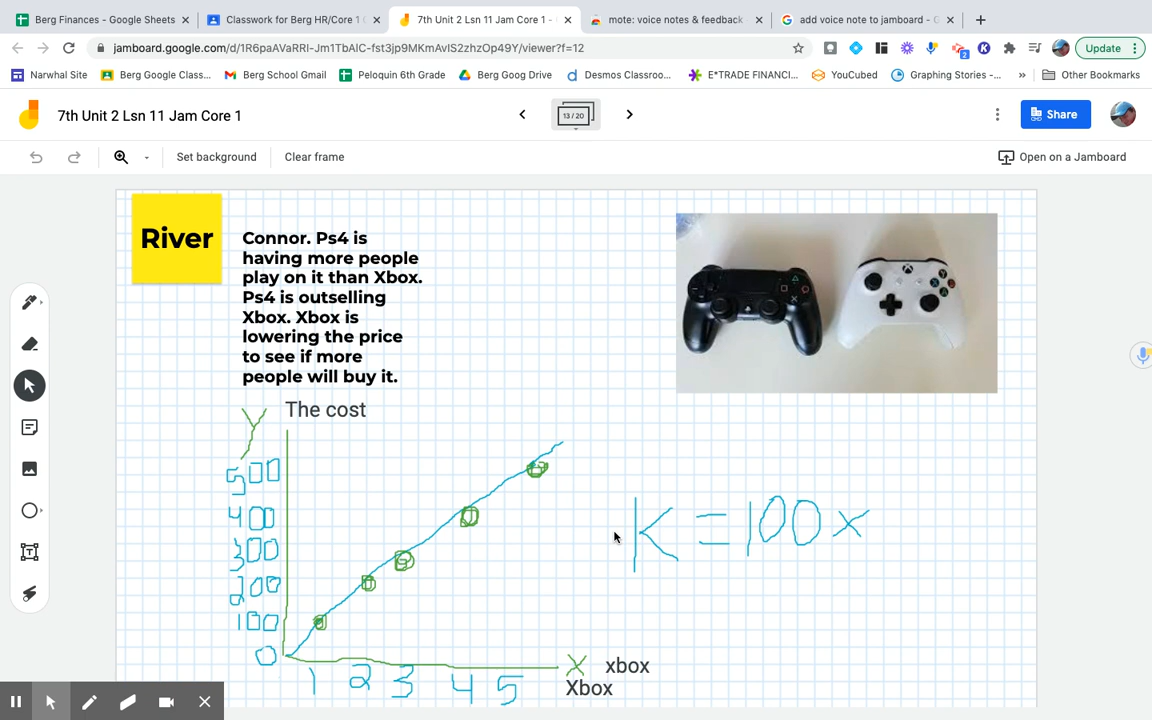 Berg Finances - Google Sheets
Classwork for Berg HR/Core 1
7th Unit 2 Lsn 11 Jam Core 1 -
mote: voice notes & feedback
add voice note to jamboard - G
jamboard.google.com/d/1R6paAVaRRI-Jm1TbAlC-fst3jp9MKmAvIS2zhzOp49Y/viewer?f=12
2
Update
Narwhal Site
Berg Google Class...
Berg School Gmail
Peloquin 6th Grade
Berg Goog Drive
Desmos Classroo...
E*TRADE FINANCI...
YouCubed
Graphing Stories -...
»
Other Bookmarks
7th Unit 2 Lsn 11 Jam Core 1
13 / 20
Share
Set background
Clear frame
Open on a Jamboard
River
Connor. Ps4 is
having more people
play on it than Xbox.
Ps4 is outselling
Xbox. Xbox is
lowering the price
to see if more
people will buy it.
Y The cost
500
400
300
200
100
0
K = 100x
1 2 3 4 5
X xbox
Xbox